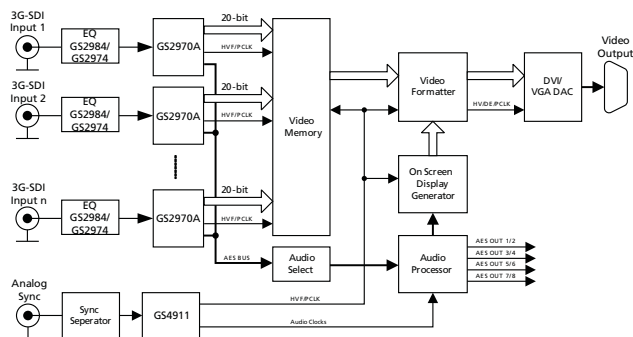 3G-SDI
Input 1
EQ
GS2984/
GS2974
GS2970A
20-bit
HVF/PCLK
3G-SDI
Input 2
EQ
GS2984/
GS2974
GS2970A
20-bit
HVF/PCLK
3G-SDI
Input n
EQ
GS2984/
GS2974
GS2970A
20-bit
HVF/PCLK
Video
Memory
Video
Formatter
HV/DE/PCLK
DVI/
VGA DAC
Video
Output
On Screen
Display
Generator
AES BUS
Audio
Select
Audio
Processor
AES OUT 1/2
AES OUT 3/4
AES OUT 5/6
AES OUT 7/8
Analog
Sync
Sync
Seperator
GS4911
HVF/PCLK
Audio Clocks